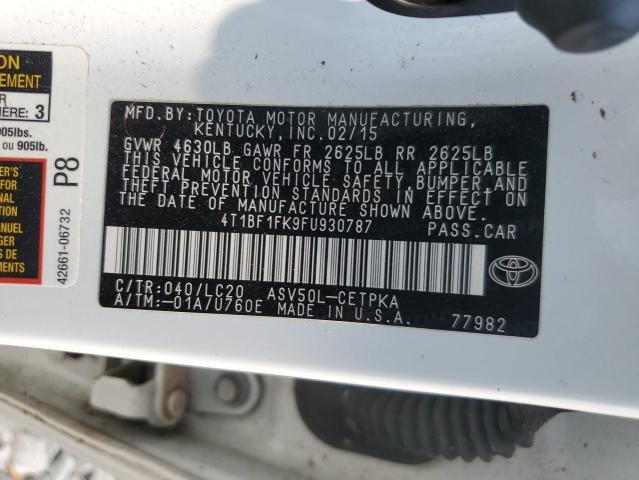 ION
EMENT
R
HERE: 3
905lbs.
ou 905lb.
P8
42661-06732
MFD.BY:TOYOTA MOTOR MANUFACTURING,
KENTUCKY,INC.02/15
GVWR 4630LB GAWR FR 2625LB RR 2625LB
THIS VEHICLE CONFORMS TO ALL APPLICABLE
FEDERAL MOTOR VEHICLE SAFETY,BUMPER,AND
THEFT PREVENTION STANDARDS IN EFFECT ON
THE DATE OF MANUFACTURE SHOWN ABOVE.
4T1BF1FK9FU930787 PASS.CAR
C/TR:040/LC20 ASV50L-CETPKA
A/TM:-01A/U760E MADE IN U.S.A.
77982
TOYOTA